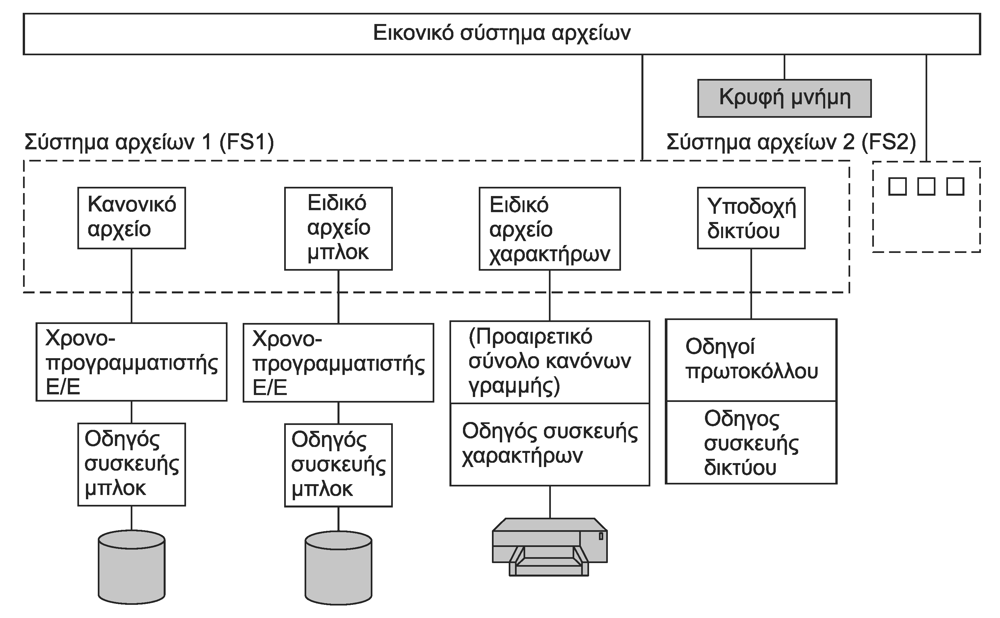 Εικονικό σύστημα αρχείων
Κρυφή μνήμη
Σύστημα αρχείων 1 (FS1)
Σύστημα αρχείων 2 (FS2)
Κανονικό
αρχείο
Ειδικό
αρχείο
μπλοκ
Ειδικό
αρχείο
χαρακτήρων
Υποδοχή
δικτύου
Χρονο-
προγραμματιστής
Ε/Ε
Χρονο-
προγραμματιστής
Ε/Ε
(Προαιρετικό
σύνολο κανόνων
γραμμής)
Οδηγοί
πρωτοκόλλου
Οδηγός
συσκευής
μπλοκ
Οδηγός
συσκευής
μπλοκ
Οδηγός συσκευής
χαρακτήρων
Οδηγος
συσκευής
δικτύου